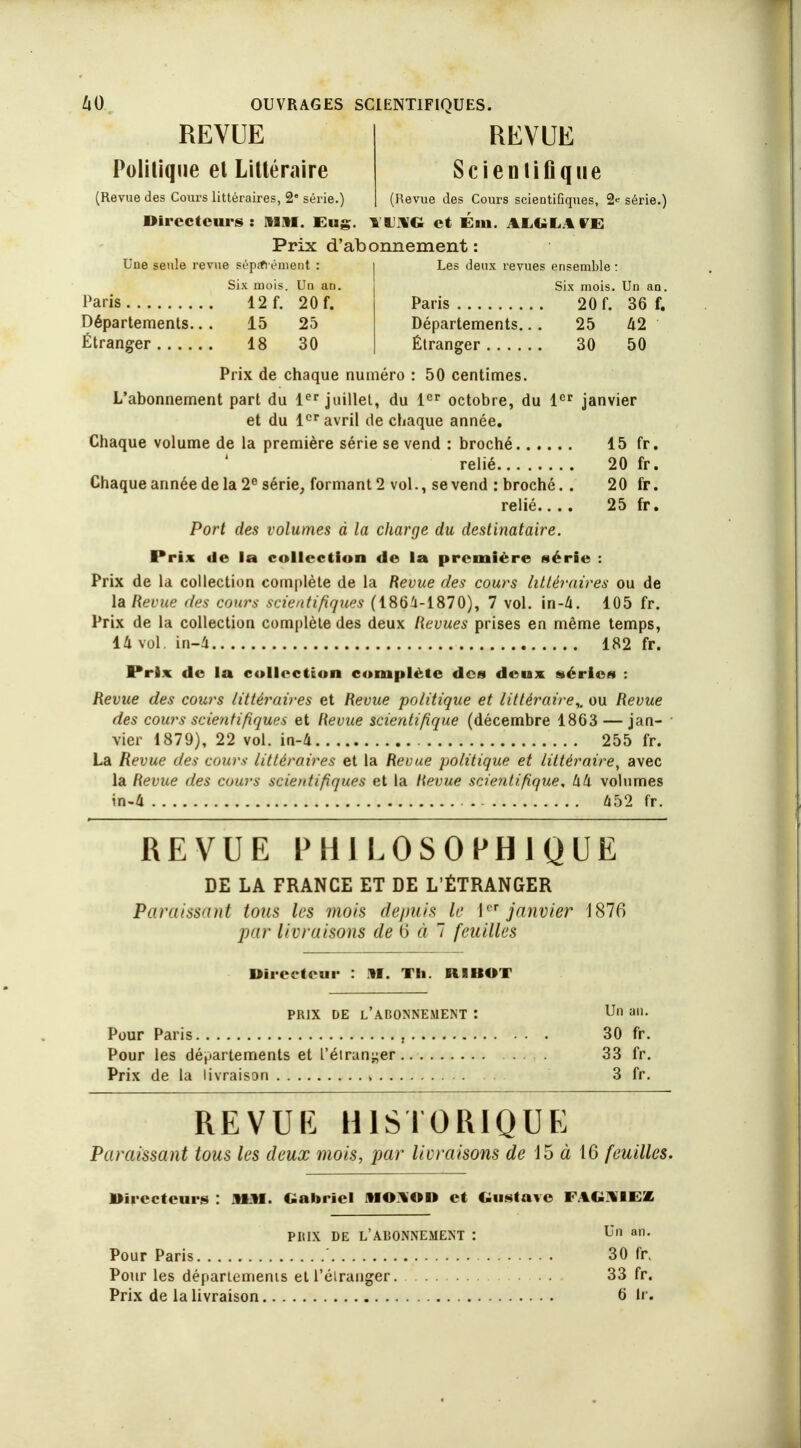 40 OUVRAGES SCIENTIFIQUES.
REVUE
Politique et Littéraire
(Revue des Cours littéraires, 2e série.)
REVUE
Scientifique
(Revue des Cours scientifiques, 2e série.)
Directeurs : MM. Eug. YUNG et Ém. ALGLAVE
Prix d'abonnement :
Une seule revue séparément :
Six mois. Un an.
Paris . . . . . . . . . 12 f. 20 f.
Départements. . . 15 25
Étranger . . . . . . 18 30
Les deux revues ensemble :
Six mois. Un an.
Paris . . . . . . . . . 20 f. 36 f.
Départements. . . 25 42
Étranger . . . . . . 30 50
Prix de chaque numéro : 50 centimes.
L'abonnement part du 1er juillet, du 1er octobre, du 1er janvier
et du 1er avril de chaque année.
Chaque volume de la première série se vend : broché . . . . . . 15 fr.
relié. . . . . . . . 20 fr.
Chaque année de la 2e série, formant 2 vol., se vend : broché. . 20 fr.
relié. . . . 25 fr.
Port des volumes à la charge du destinataire.
Prix de la collection de la première série :
Prix de la collection complète de la Revue des cours littéraires ou de
la Revue des cours scientifiques (1864-1870), 7 vol. in-4. 105 fr.
Prix de la collection complète des deux Revues prises en même temps,
14 vol. in-4. . . . . . . . . . . . . . . . . . . . . . . . 182 fr.
Prix de la collection complète des deux séries :
Revue des cours littéraires et Revue politique et littéraire, ou Revue
des cours scientifiques et Revue scientifique (décembre 1863 — jan-
vier 1879), 22 vol. in-4. . . . . . . . . . . . . . . . . . . 255 fr.
La Revue des cours littéraires et la Revue politique et littéraire, avec
la Revue des cours scientifiques et la Revue scientifique, 44 volumes
in-4 . . . . . . . . . . . . . . . . . . . . . . . . . . . 452 fr.
REVUE PHILOSOPHIQUE
DE LA FRANCE ET DE L'ÉTRANGER
Paraissant tous les mois depuis le 1er janvier 1876
par livraisons de 6 à 7 feuilles
Directeur : M. Th. RIBOT
PRIX DE L'ABONNEMENT : Un an.
Pour Paris. . . . . . . . . . . . . . . . . . . . . . 30 fr.
Pour les départements et l'étranger . . . . . . . . . . . 33 fr.
Prix de la livraison . . . . . . . . . . . . . . . . . . 3 fr.
REVUE HISTORIQUE
Paraissant tous les deux mois, par livraisons de 15 à 16 feuilles.
Directeurs : MM. Gabriel MONOD et Gustave FAGNIEZ
PRIX DE L'ABONNEMENT : Un an.
Pour Paris. . . . . . . . . . . . . . . . . . . . . . 30 fr.
Pour les départements et l'étranger. . . . . . . . . . . 33 fr.
Prix de la livraison . . . . . . . . . . . . . . . . . . 6 fr.